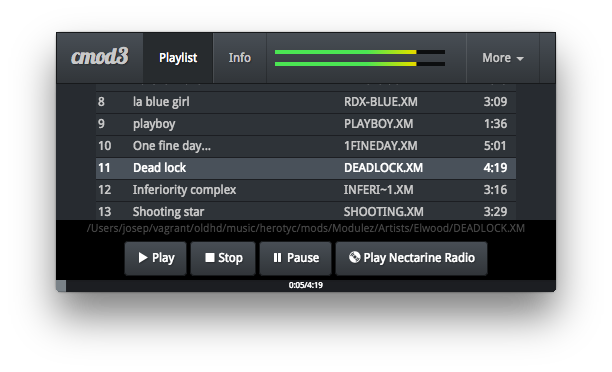 cmod3 Playlist Info More
8 la blue girl RDX-BLUE.XM 3:09
9 playboy PLAYBOY.XM 1:36
10 One fine day... 1FINEDAY.XM 5:01
11 Dead lock DEADLOCK.XM 4:19
12 Inferiority complex INFERI~1.XM 3:16
13 Shooting star SHOOTING.XM 3:29
/Users/josep/vagrant/oldhd/music/herotyc/mods/Modulez/Artists/Elwood/DEADLOCK.XM
Play Stop Pause Play Nectarine Radio
0:05/4:19